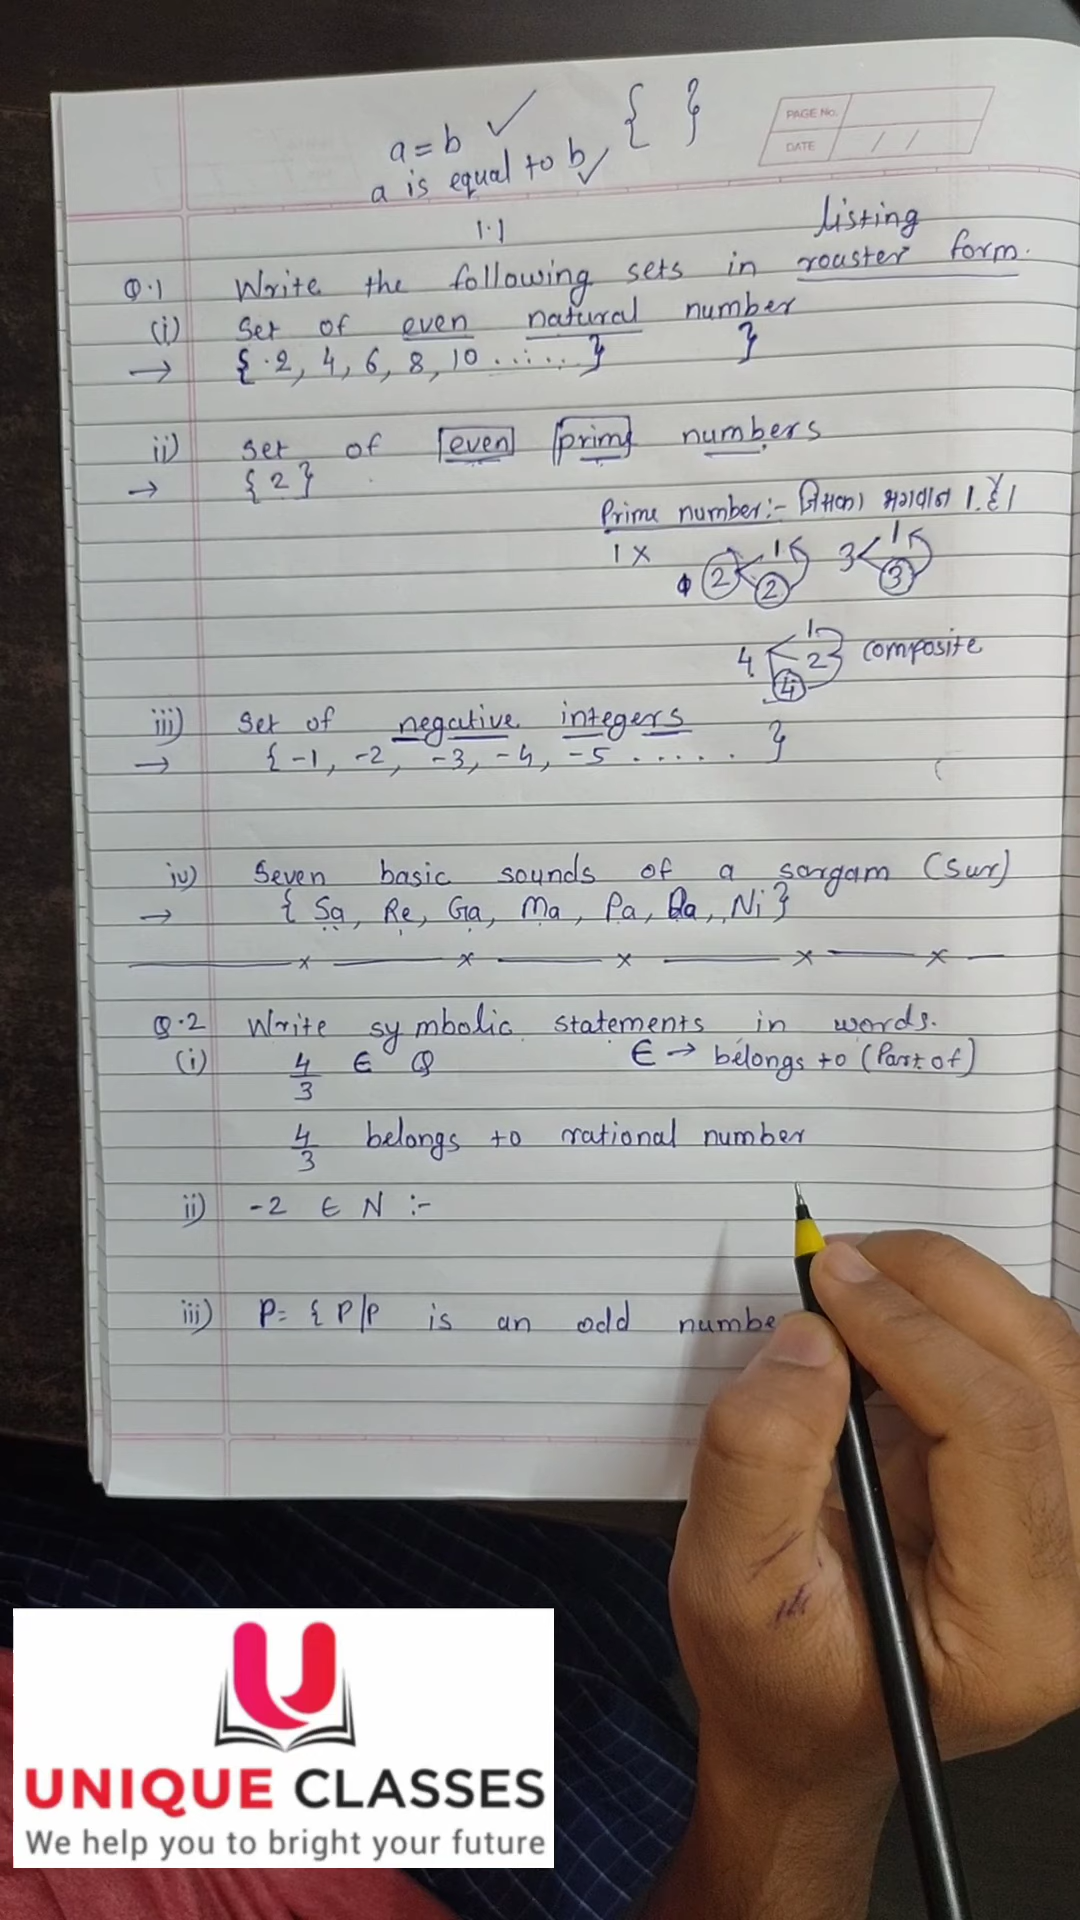 a = b ✓ { }
a is equal to b ✓
PAGE No.
DATE / /
1.1
listing
Q.1 Write the following sets in rouster form.
(i) Set of even natural number
→ { 2, 4, 6, 8, 10 ...... } }
ii) Set of even prime numbers
→ { 2 }
Prime number :-
1 x
2 1 2 3 1 3
4 1 2 4 composite
iii) Set of negative integers
→ { -1, -2, -3, -4, -5 ...... }
iv) Seven basic sounds of a sargam (sur)
→ { Sa, Re, Ga, Ma, Pa, Da, Ni }
x x x x x
Q.2 Write symbolic statements in words.
(i) 4/3 ∈ Q ∈ → belongs to (Part of)
4/3 belongs to rational number
ii) -2 ∈ N :-
iii) P = { P/P is an odd numbe
UNIQUE CLASSES
We help you to bright your future